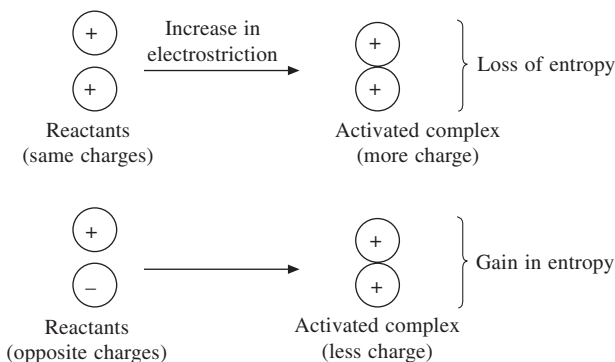 +
+
Increase in
electrostriction
+
+
Loss of entropy
Reactants
(same charges)
Activated complex
(more charge)
+
−
+
+
Gain in entropy
Reactants
(opposite charges)
Activated complex
(less charge)